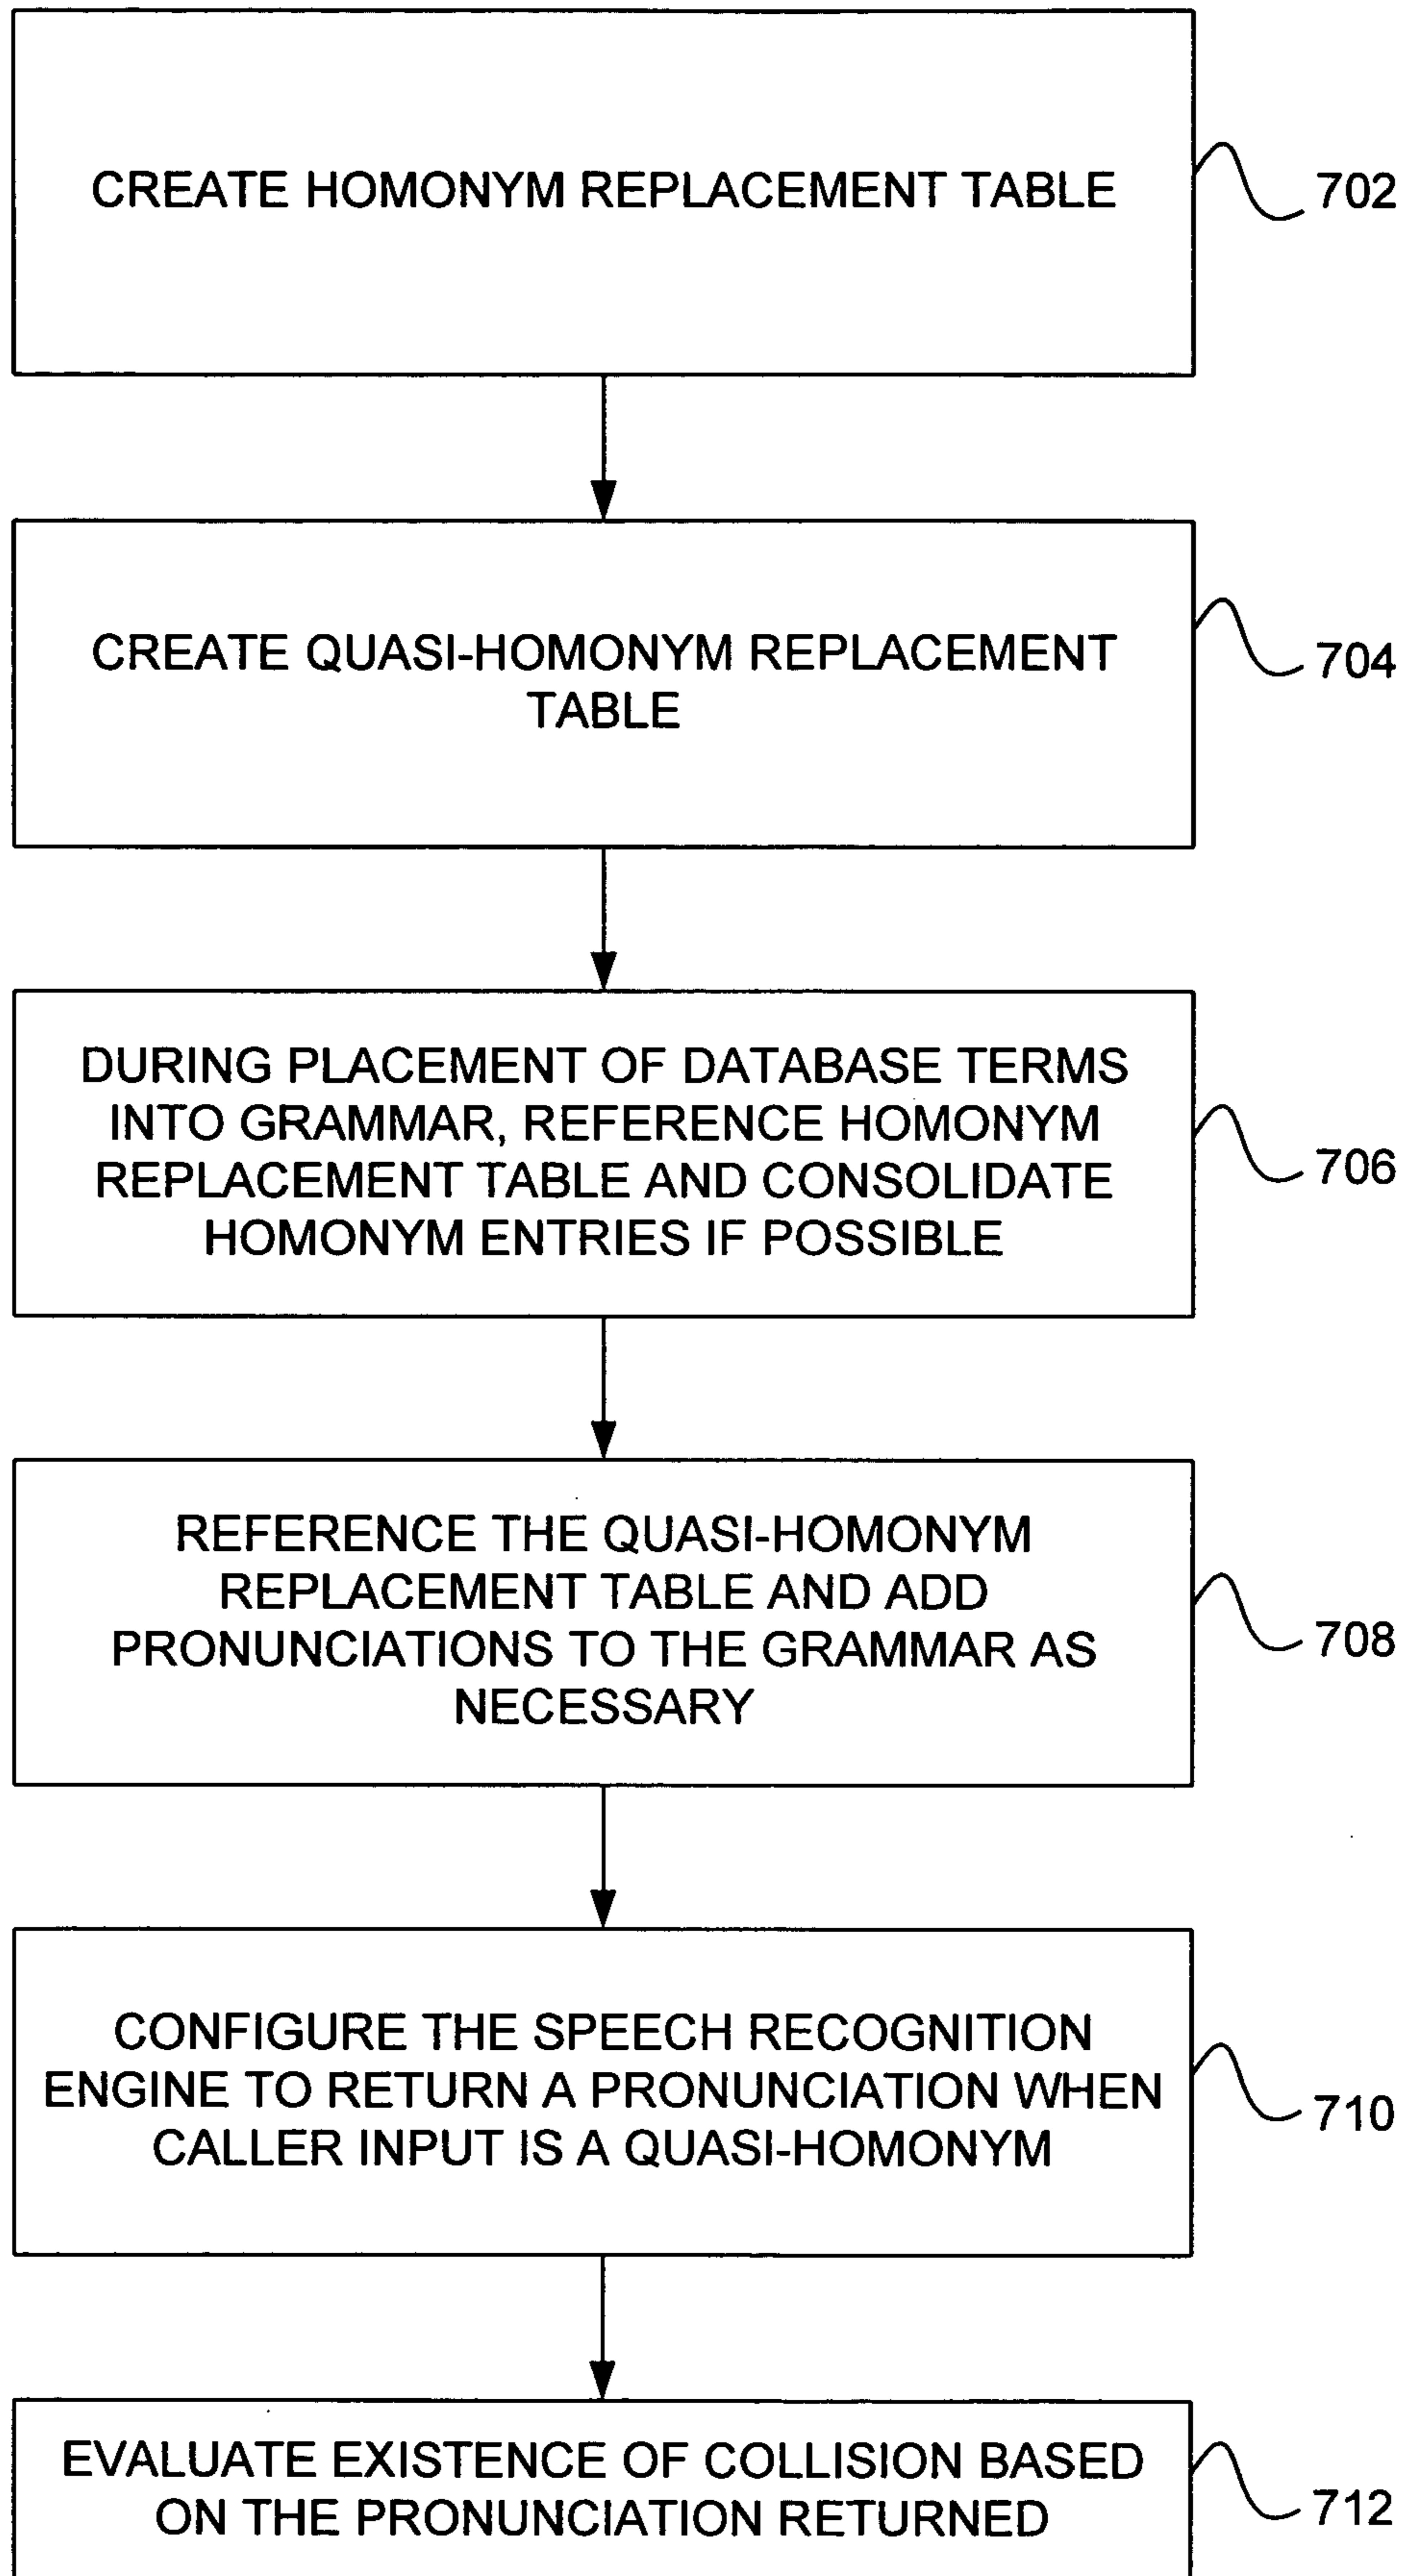 CREATE HOMONYM REPLACEMENT TABLE
702
CREATE QUASI-HOMONYM REPLACEMENT
TABLE
704
DURING PLACEMENT OF DATABASE TERMS
INTO GRAMMAR, REFERENCE HOMONYM
REPLACEMENT TABLE AND CONSOLIDATE
HOMONYM ENTRIES IF POSSIBLE
706
REFERENCE THE QUASI-HOMONYM
REPLACEMENT TABLE AND ADD
PRONUNCIATIONS TO THE GRAMMAR AS
NECESSARY
708
CONFIGURE THE SPEECH RECOGNITION
ENGINE TO RETURN A PRONUNCIATION WHEN
CALLER INPUT IS A QUASI-HOMONYM
710
EVALUATE EXISTENCE OF COLLISION BASED
ON THE PRONUNCIATION RETURNED
712